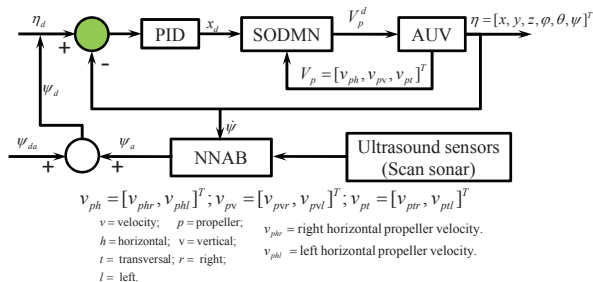 η_d
+
-
PID
x_d
SODMN
V_p^d
AUV
η = [x, y, z, φ, θ, ψ]^T
V_p = [v_ph, v_pv, v_pt]^T
ψ_d
ψ̇
ψ_da
+
ψ_a
+
NNAB
Ultrasound sensors
(Scan sonar)
v_ph = [v_phr, v_phl]^T; v_pv = [v_pvr, v_pvl]^T; v_pt = [v_ptr, v_ptl]^T
v = velocity; p = propeller;
h = horizontal; v = vertical;
t = transversal; r = right;
l = left.
v_phr = right horizontal propeller velocity.
v_phl = left horizontal propeller velocity.